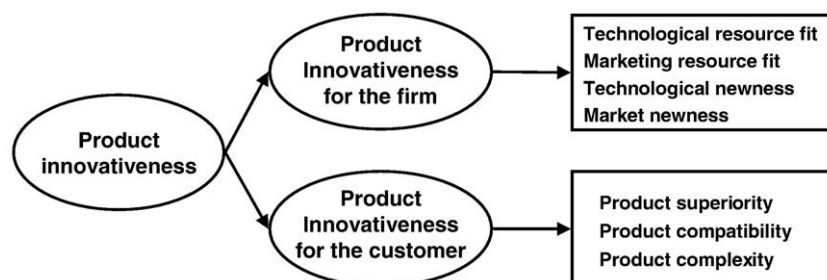 Product
innovativeness
Product
Innovativeness
for the firm
Technological resource fit
Marketing resource fit
Technological newness
Market newness
Product
Innovativeness
for the customer
Product superiority
Product compatibility
Product complexity